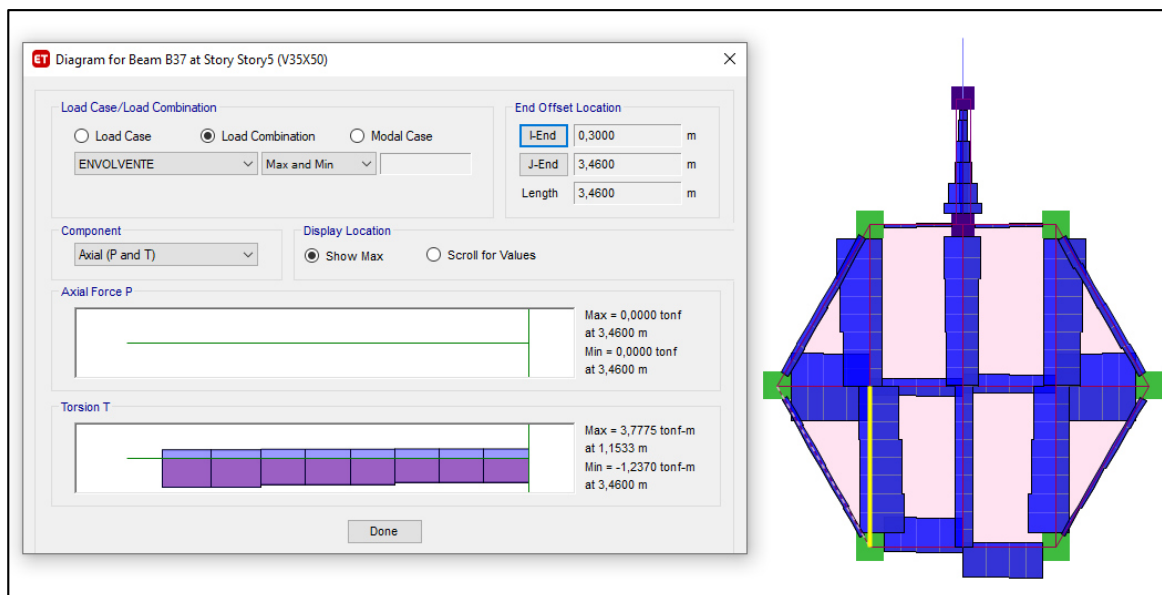 ET Diagram for Beam B37 at Story Story5 (V35X50)
Load Case/Load Combination
Load Case Load Combination Modal Case
ENVOLVENTE Max and Min
End Offset Location
I-End 0,3000 m
J-End 3,4600 m
Length 3,4600 m
Component
Axial (P and T)
Display Location
Show Max Scroll for Values
Axial Force P
Max = 0,0000 tonf
at 3,4600 m
Min = 0,0000 tonf
at 3,4600 m
Torsion T
Max = 3,7775 tonf-m
at 1,1533 m
Min = -1,2370 tonf-m
at 3,4600 m
Done